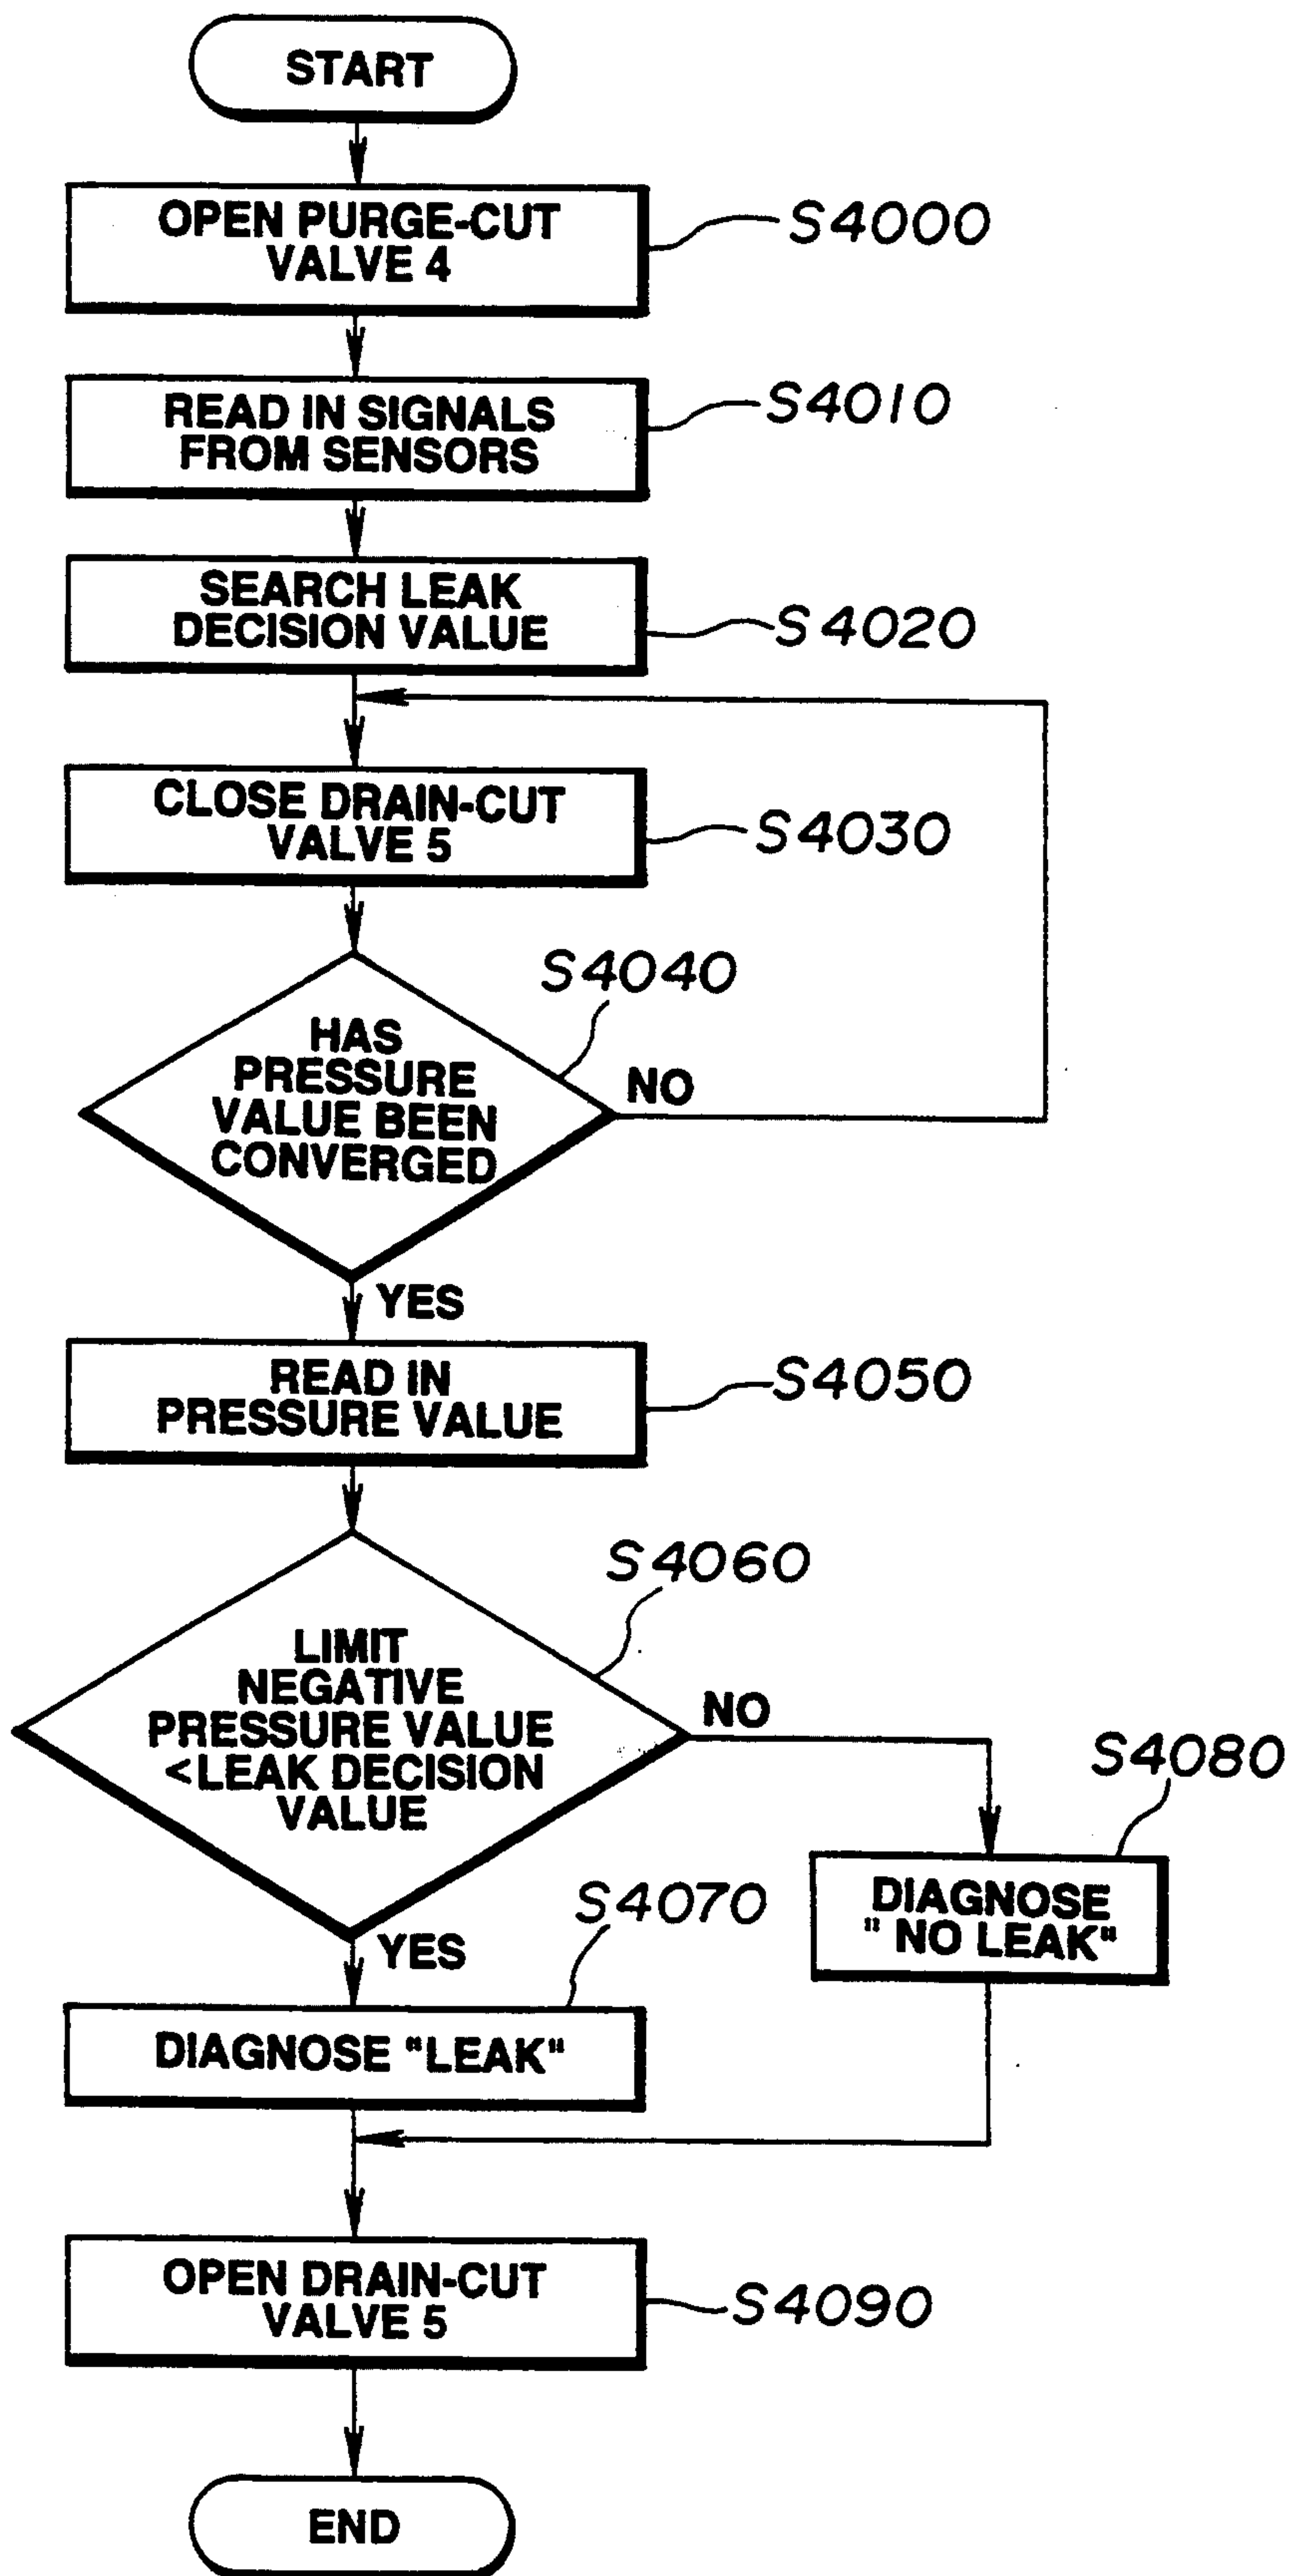 START
OPEN PURGE-CUT
VALVE 4
S4000
READ IN SIGNALS
FROM SENSORS
S4010
SEARCH LEAK
DECISION VALUE
S4020
CLOSE DRAIN-CUT
VALVE 5
S4030
S4040
HAS
PRESSURE
VALUE BEEN
CONVERGED
NO
YES
READ IN
PRESSURE VALUE
S4050
S4060
LIMIT
NEGATIVE
PRESSURE VALUE
<LEAK DECISION
VALUE
NO
S4080
DIAGNOSE
"NO LEAK"
YES
S4070
DIAGNOSE "LEAK"
OPEN DRAIN-CUT
VALVE 5
S4090
END